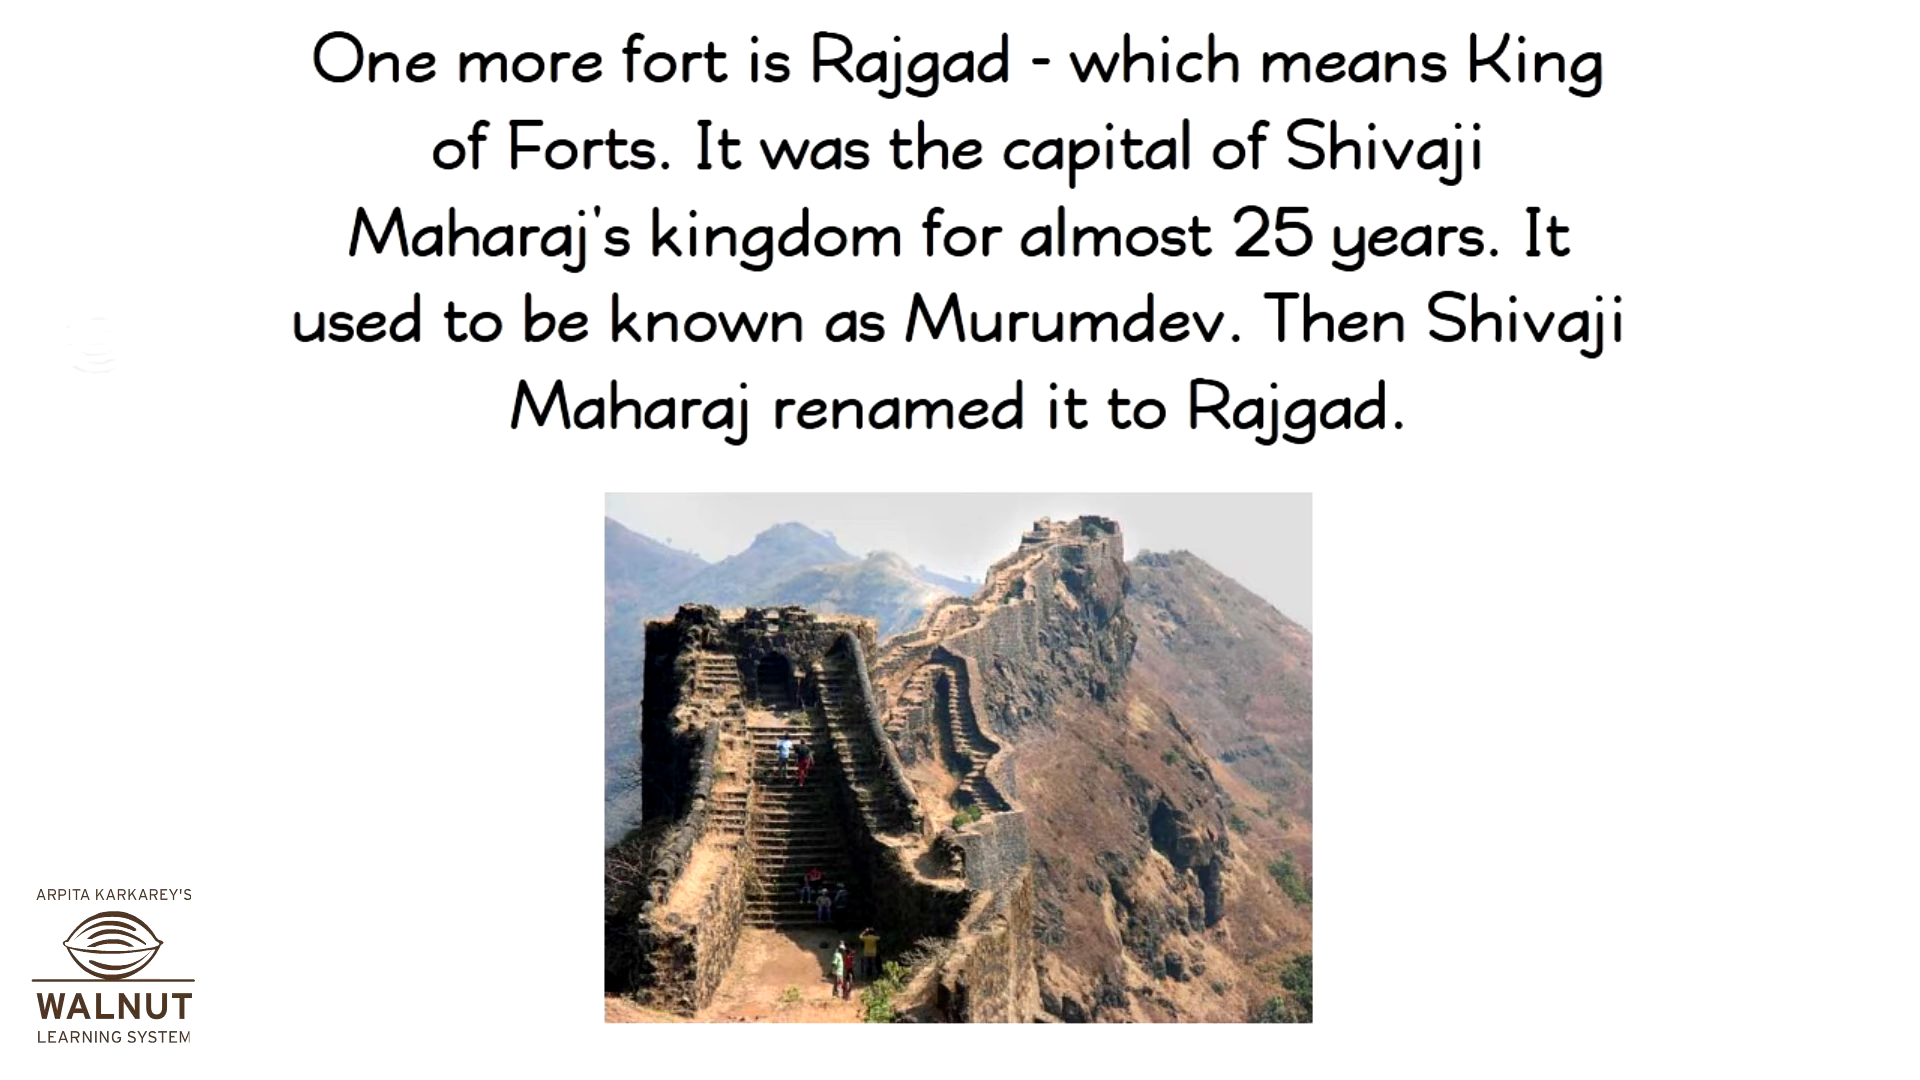 One more fort is Rajgad - which means King
of Forts. It was the capital of Shivaji
Maharaj's kingdom for almost 25 years. It
used to be known as Murumdev. Then Shivaji
Maharaj renamed it to Rajgad.
ARPITA KARKAREY'S
WALNUT
LEARNING SYSTEM